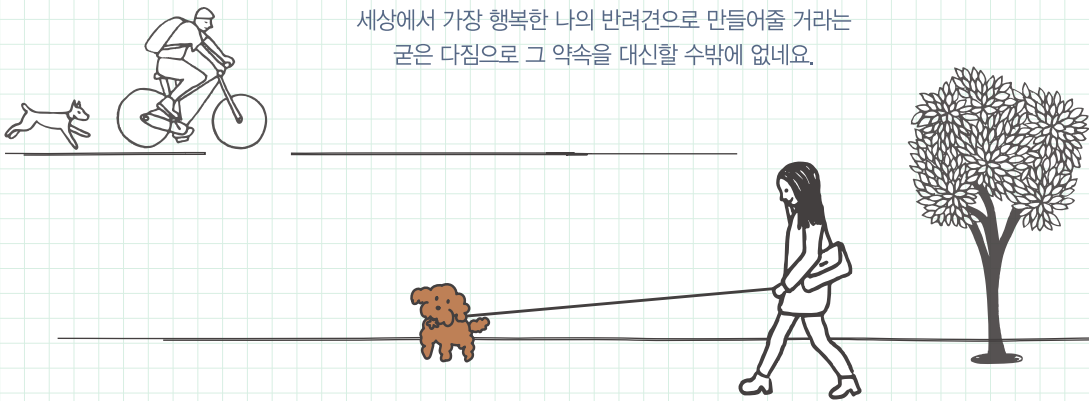 세상에서 가장 행복한 나의 반려견으로 만들어줄 거라는
굳은 다짐으로 그 약속을 대신할 수밖에 없네요.